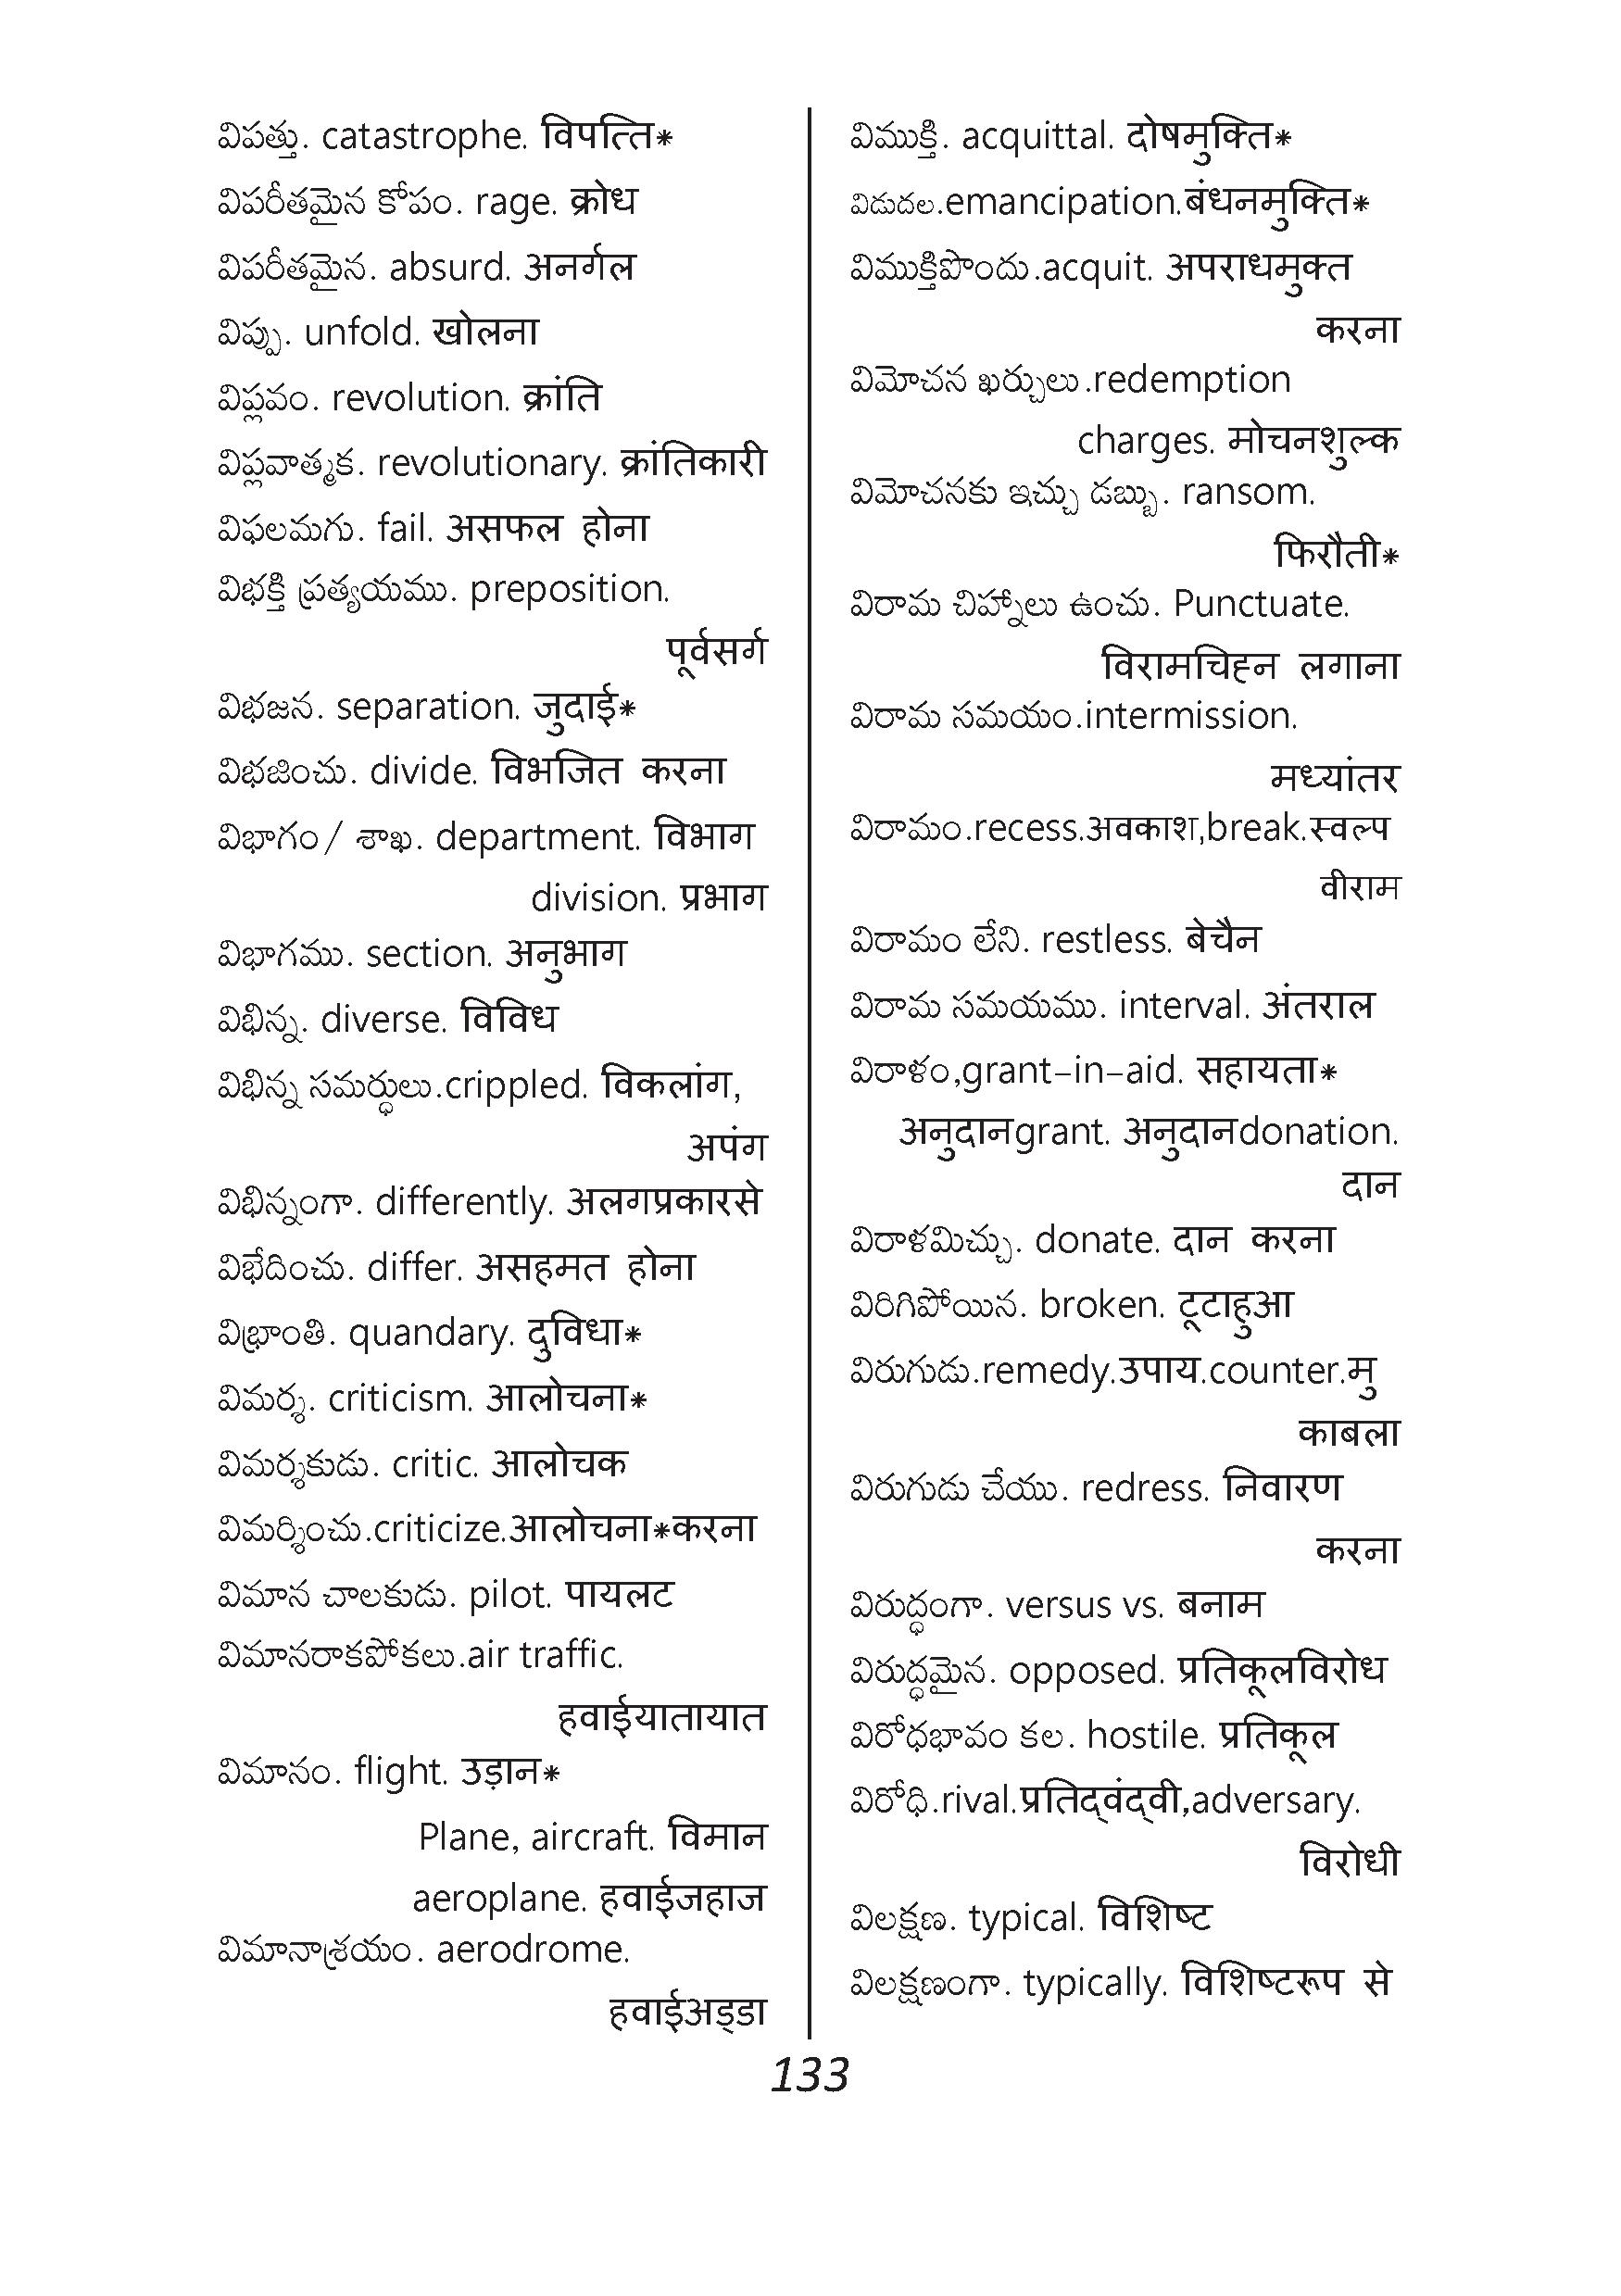 విపత్తు. catastrophe. विपत्ति*
విపరీతమైన కోపం. rage. क्रोध
విపరీతమైన. absurd. अनर्गल
విప్పు. unfold. खोलना
విప్లవం. revolution. क्रांति
విప్లవాత్మక. revolutionary. क्रांतिकारी
విఫలమగు. fail. असफल होना
విభక్తి ప్రత్యయము. preposition.
पूर्वसर्ग
విభజన. separation. जुदाई*
విభజించు. divide. विभजित करना
విభాగం/ శాఖ. department. विभाग
division. प्रभाग
విభాగము. section. अनुभाग
విభిన్న. diverse. विविध
విభిన్న సమర్ధులు.crippled. विकलांग,
अपंग
విభిన్నంగా. differently. अलगप्रकारसे
విభేదించు. differ. असहमत होना
విభ్రాంతి. quandary. दुविधा*
విమర్శ. criticism. आलोचना*
విమర్శకుడు. critic. आलोचक
విమర్శించు.criticize.आलोचना*करना
విమాన చాలకుడు. pilot. पायलट
విమానరాకపోకలు.air traffic.
हवाईयातायात
విమానం. flight. उड़ान*
Plane, aircraft. विमान
aeroplane. हवाईजहाज
విమానాశ్రయం. aerodrome.
हवाईअड्डा
విముక్తి. acquittal. दोषमुक्ति*
విడుదల.emancipation.बंधनमुक्ति*
విముక్తిపొందు.acquit. अपराधमुक्त
करना
విమోచన ఖర్చులు.redemption
charges. मोचनशुल्क
విమోచనకు ఇచ్చు డబ్బు. ransom.
फिरौती*
విరామ చిహ్నాలు ఉంచు. Punctuate.
विरामचिह्न लगाना
విరామ సమయం.intermission.
मध्यांतर
విరామం.recess.अवकाश,break.स्वल्प
वीराम
విరామం లేని. restless. बेचैन
విరామ సమయము. interval. अंतराल
విరాళం,grant-in-aid. सहायता*
अनुदानgrant. अनुदानdonation.
दान
విరాళమిచ్చు. donate. दान करना
విరిగిపోయిన. broken. टूटाहुआ
విరుగుడు.remedy.उपाय.counter.मु
काबला
విరుగుడు చేయు. redress. निवारण
करना
విరుద్ధంగా. versus vs. बनाम
విరుద్ధమైన. opposed. प्रतिकूलविरोध
విరోధభావం కల. hostile. प्रतिकूल
విరోధి.rival.प्रतिद्वंद्वी,adversary.
विरोधी
విలక్షణ. typical. विशिष्ट
విలక్షణంగా. typically. विशिष्टरूप से
133